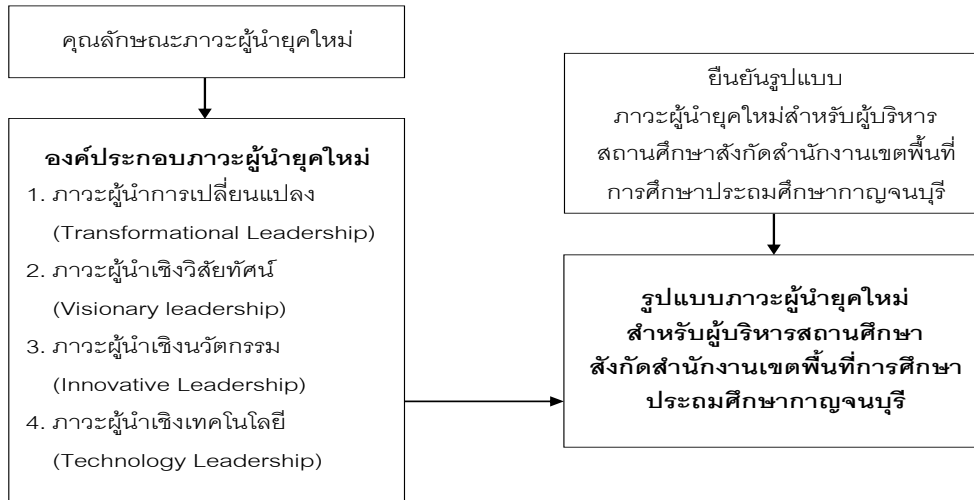 คุณลักษณะภาวะผู้นำยุคใหม่
องค์ประกอบภาวะผู้นำยุคใหม่
1. ภาวะผู้นำการเปลี่ยนแปลง
(Transformational Leadership)
2. ภาวะผู้นำเชิงวิสัยทัศน์
(Visionary leadership)
3. ภาวะผู้นำเชิงนวัตกรรม
(Innovative Leadership)
4. ภาวะผู้นำเชิงเทคโนโลยี
(Technology Leadership)
ยืนยันรูปแบบ
ภาวะผู้นำยุคใหม่สำหรับผู้บริหาร
สถานศึกษาสังกัดสำนักงานเขตพื้นที่
การศึกษาประถมศึกษากาญจนบุรี
รูปแบบภาวะผู้นำยุคใหม่
สำหรับผู้บริหารสถานศึกษา
สังกัดสำนักงานเขตพื้นที่การศึกษา
ประถมศึกษากาญจนบุรี